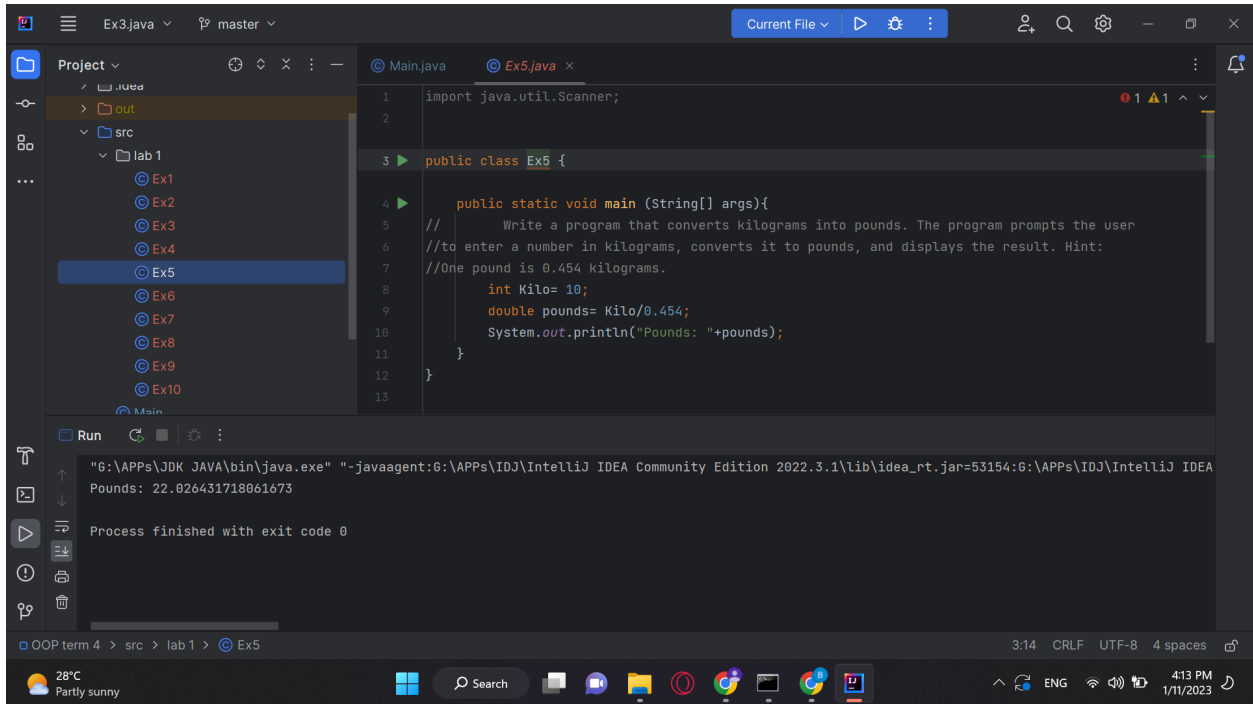 Ex3.java master Current File
Project
Main.java Ex5.java
.idea
out
src
lab 1
Ex1
Ex2
Ex3
Ex4
Ex5
Ex6
Ex7
Ex8
Ex9
Ex10
Main
1 1
1 import java.util.Scanner;
2
3 public class Ex5 {
4 public static void main (String[] args){
5 // Write a program that converts kilograms into pounds. The program prompts the user
6 //to enter a number in kilograms, converts it to pounds, and displays the result. Hint:
7 //One pound is 0.454 kilograms.
8 int Kilo= 10;
9 double pounds= Kilo/0.454;
10 System.out.println("Pounds: "+pounds);
11 }
12 }
13
Run
"G:\APPs\JDK JAVA\bin\java.exe" "-javaagent:G:\APPs\IDJ\IntelliJ IDEA Community Edition 2022.3.1\lib\idea_rt.jar=53154:G:\APPs\IDJ\IntelliJ IDEA
Pounds: 22.026431718061673
Process finished with exit code 0
OOP term 4 > src > lab 1 > Ex5 3:14 CRLF UTF-8 4 spaces
28°C
Partly sunny
Search
ENG
4:13 PM
1/11/2023